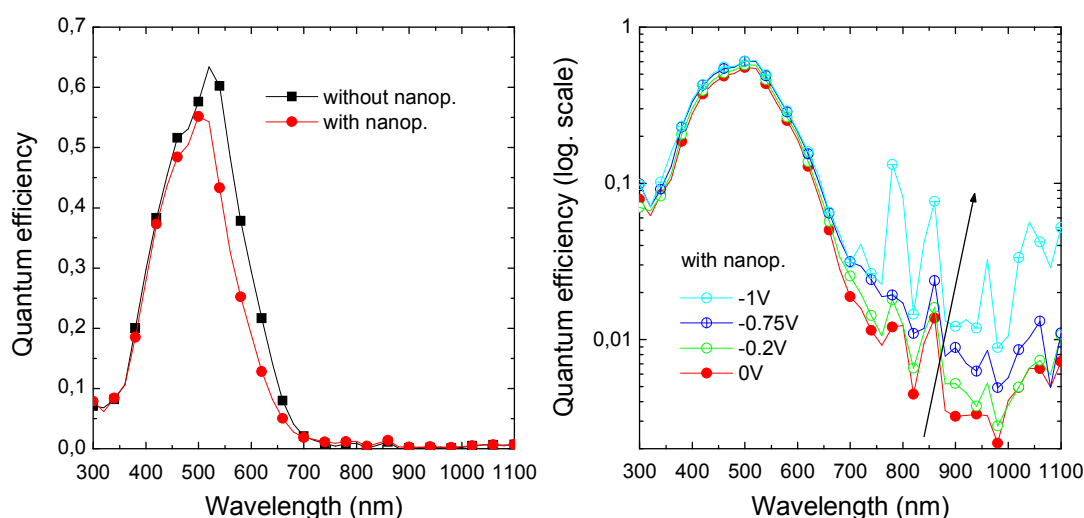 0,7
0,6
0,5
0,4
0,3
0,2
0,1
0,0
Quantum efficiency
without nanop.
with nanop.
300 400 500 600 700 800 900 1000 1100
Wavelength (nm)
1
0.1
0,01
Quantum efficiency (log. scale)
with nanop.
-1V
-0.75V
-0.2V
0V
300 400 500 600 700 800 900 1000 1100
Wavelength (nm)